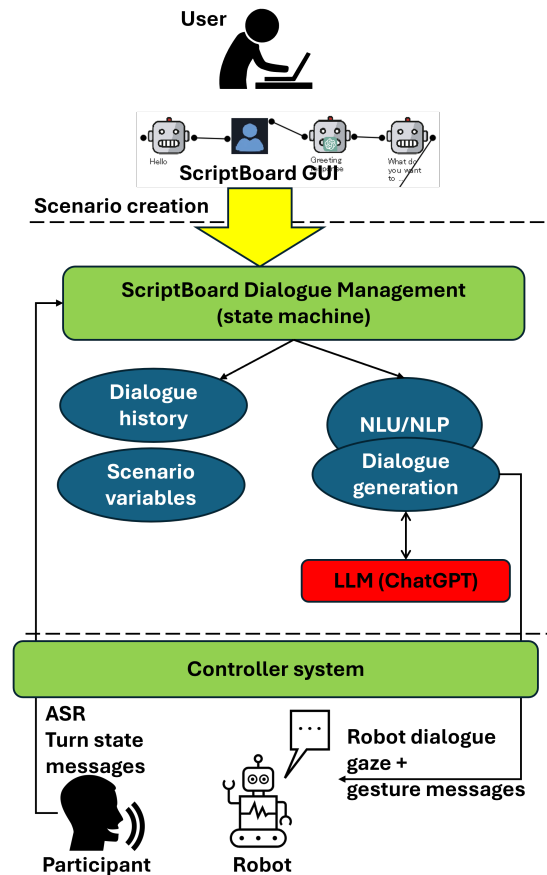 User
Hello
Greeting
What do
you want
to ...
ScriptBoard GUI
Scenario creation
ScriptBoard Dialogue Management
(state machine)
Dialogue
history
NLU/NLP
Scenario
variables
Dialogue
generation
LLM (ChatGPT)
Controller system
ASR
Turn state
messages
...
Robot dialogue
gaze +
gesture messages
Participant
Robot